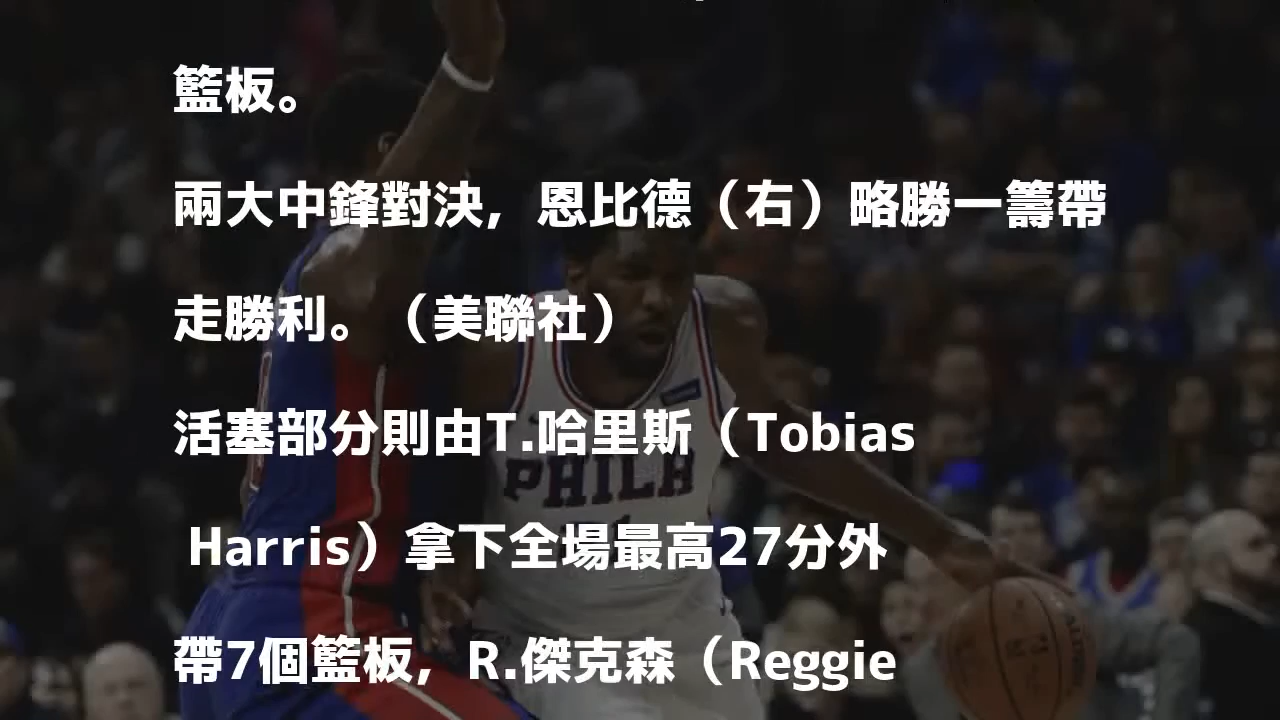 籃板。
兩大中鋒對決，恩比德（右）略勝一籌帶
走勝利。（美聯社）
活塞部分則由T.哈里斯（Tobias
Harris）拿下全場最高27分外
帶7個籃板，R.傑克森（Reggie
PHILA